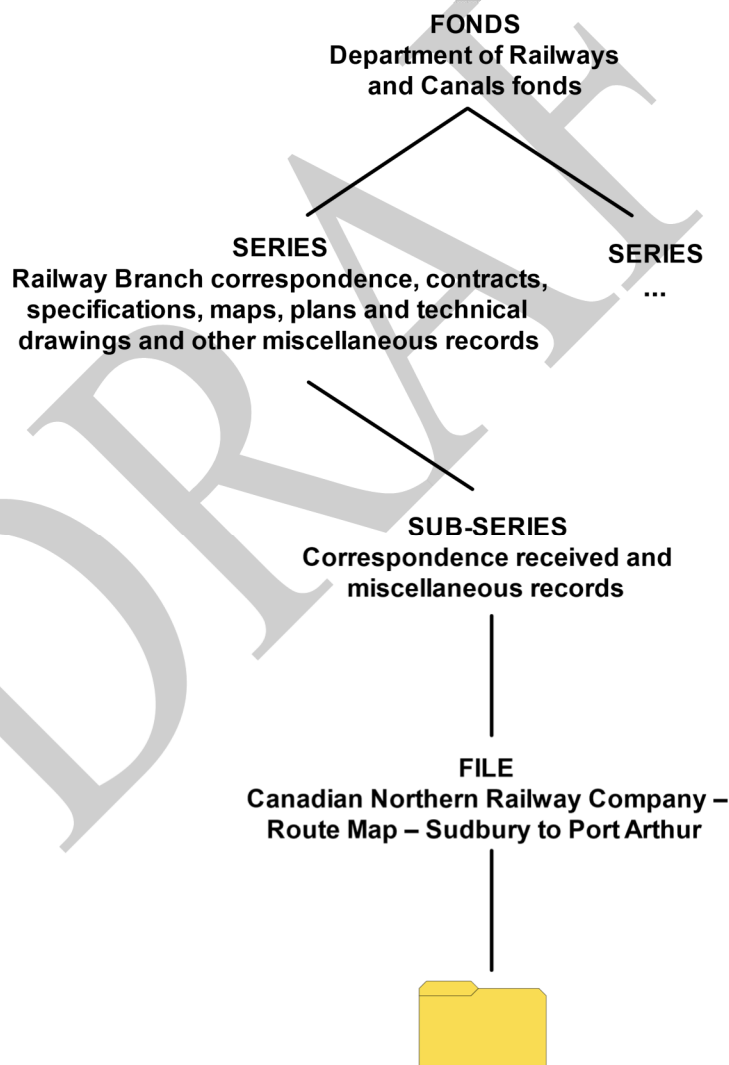 FONDS
Department of Railways
and Canals fonds
SERIES
Railway Branch correspondence, contracts,
specifications, maps, plans and technical
drawings and other miscellaneous records
SERIES
...
SUB-SERIES
Correspondence received and
miscellaneous records
FILE
Canadian Northern Railway Company –
Route Map – Sudbury to Port Arthur
DRAF